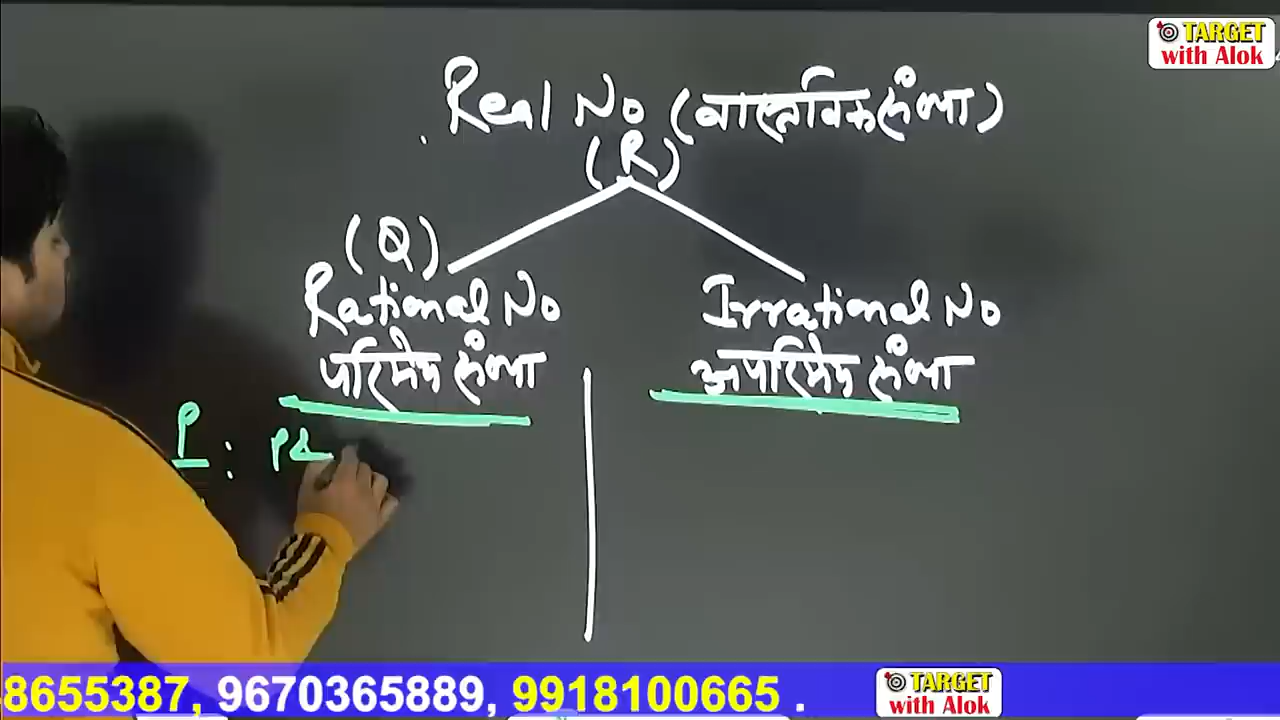 TARGET
with Alok
Real No (वास्तविक संख्या)
(R)
(Q)
Rational No
Irrational No
परिमेय संख्या
अपरिमेय संख्या
P : P &
8655387, 9670365889, 9918100665 .
TARGET
with Alok